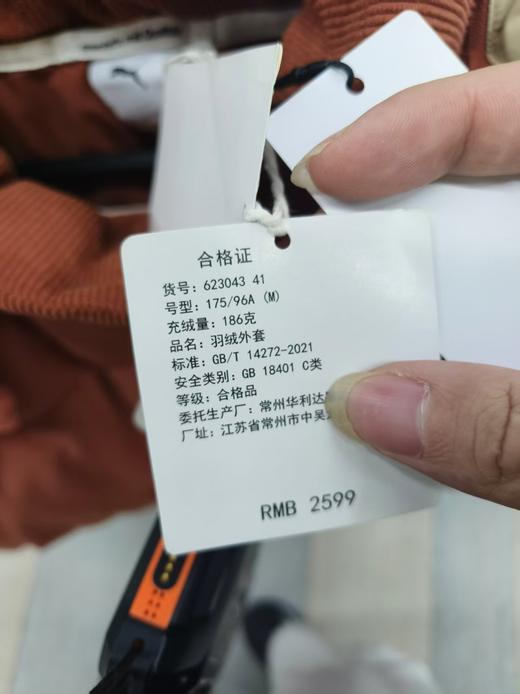 合格证
货号: 623043 41
号型: 175/96A (M)
充绒量: 186克
品名: 羽绒外套
标准: GB/T 14272-2021
安全类别: GB 18401 C类
等级: 合格品
委托生产厂: 常州华利达
厂址: 江苏省常州市中吴
RMB 2599